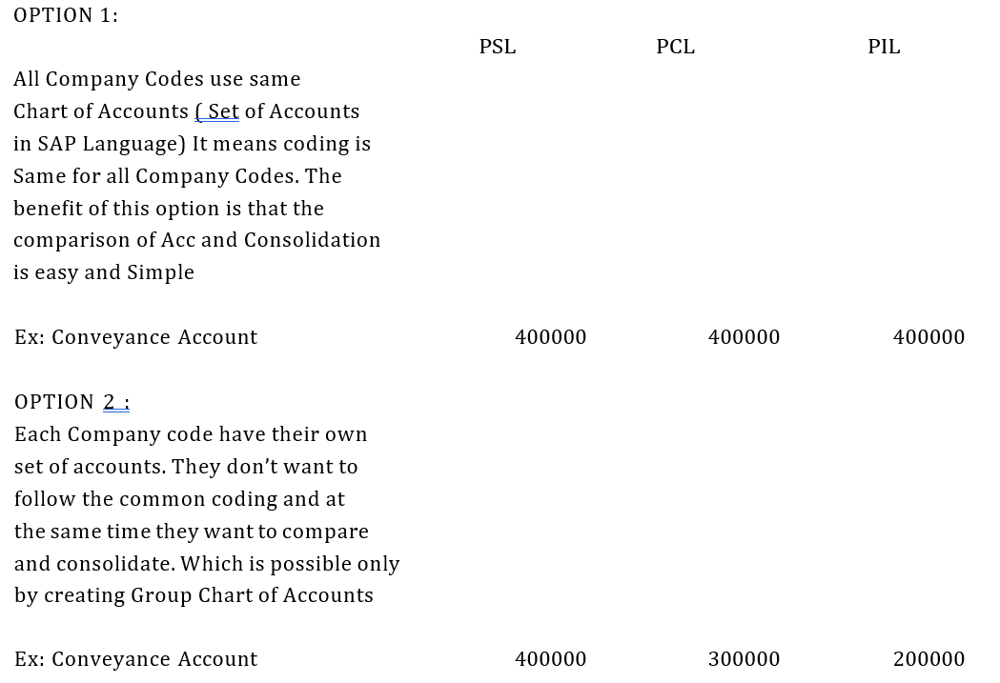 OPTION 1:
PSL PCL PIL
All Company Codes use same
Chart of Accounts ( Set of Accounts
in SAP Language) It means coding is
Same for all Company Codes. The
benefit of this option is that the
comparison of Acc and Consolidation
is easy and Simple
Ex: Conveyance Account 400000 400000 400000
OPTION 2 :
Each Company code have their own
set of accounts. They don’t want to
follow the common coding and at
the same time they want to compare
and consolidate. Which is possible only
by creating Group Chart of Accounts
Ex: Conveyance Account 400000 300000 200000